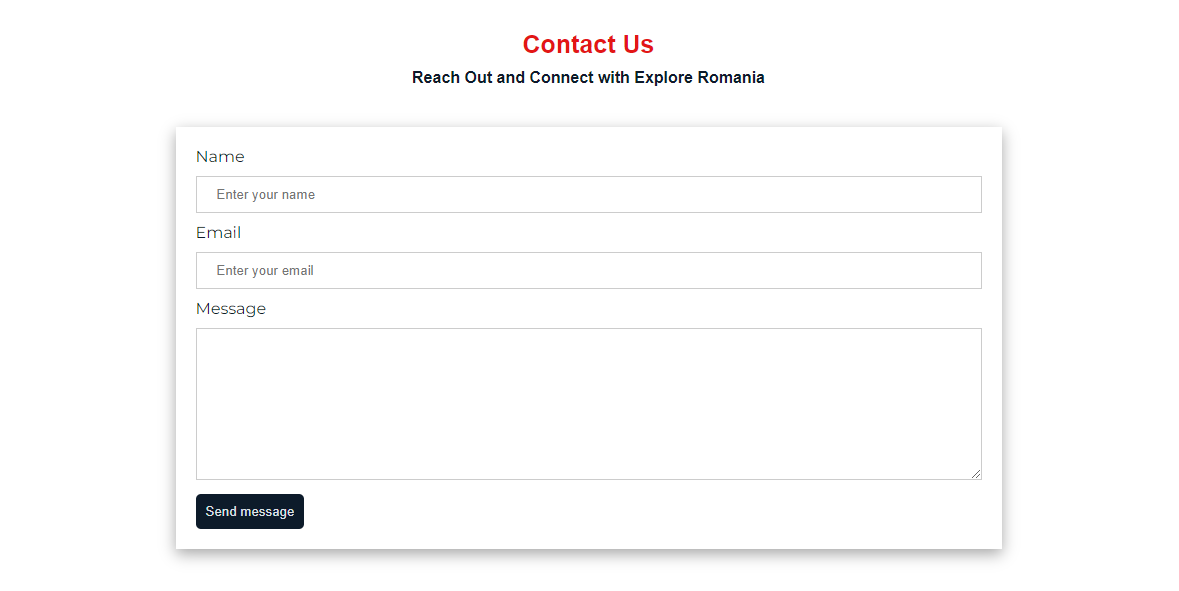 Contact Us
Reach Out and Connect with Explore Romania
Name
Enter your name
Email
Enter your email
Message
Send message